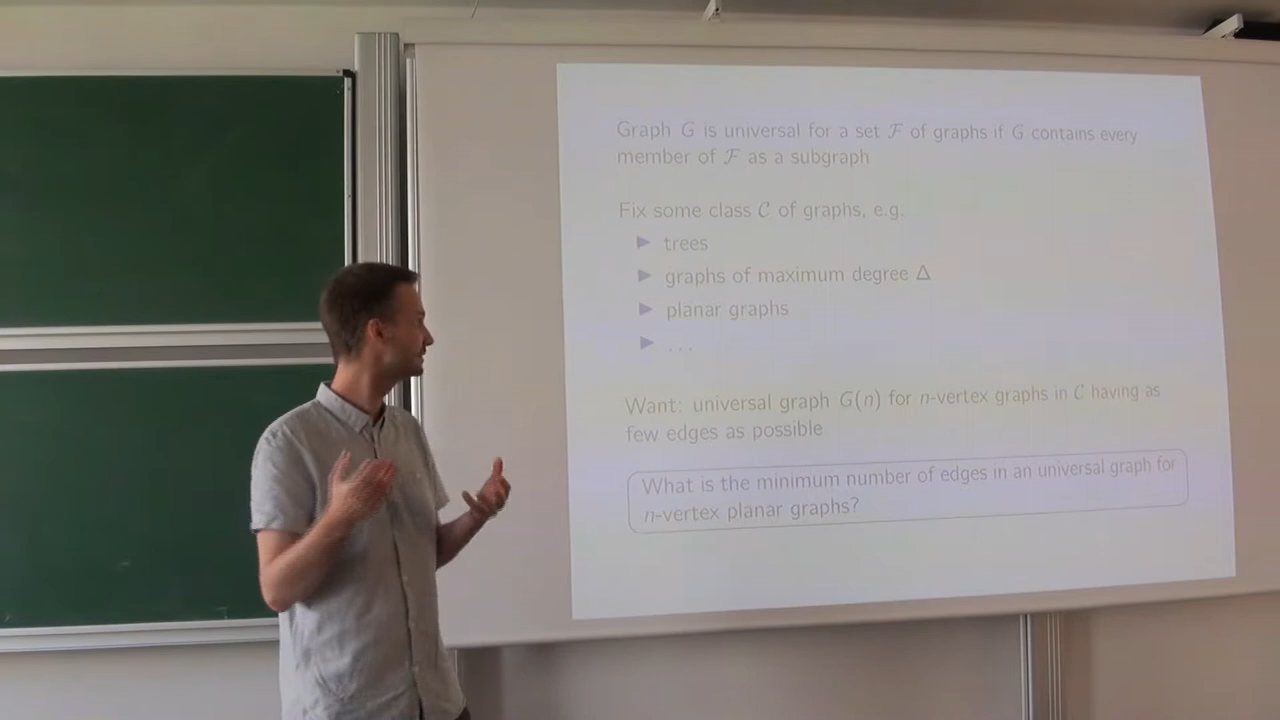 Graph G is universal for a set ℱ of graphs if G contains every
member of ℱ as a subgraph
Fix some class 𝒞 of graphs, e.g.
▶ trees
▶ graphs of maximum degree Δ
▶ planar graphs
▶ ...
Want: universal graph G(n) for n-vertex graphs in 𝒞 having as
few edges as possible
What is the minimum number of edges in an universal graph for
n-vertex planar graphs?